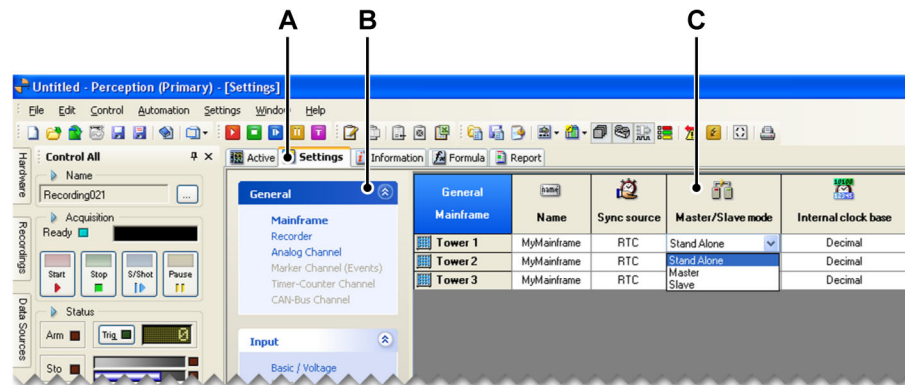 A B C
Untitled - Perception (Primary) - [Settings]
File Edit Control Automation Settings Window Help
Control All
Active Settings Information Formula Report
Hardware
Recordings
Data Sources
Name
Recording021 ...
Acquisition
Ready
Start Stop S/Shot Pause
Status
Arm Trig 0
Sto
General
Mainframe
Recorder
Analog Channel
Marker Channel (Events)
Timer-Counter Channel
CAN-Bus Channel
Input
Basic / Voltage
General Mainframe
name
Name Sync source Master/Slave mode Internal clock base
Tower 1 MyMainframe RTC Stand Alone Decimal
Tower 2 MyMainframe RTC Decimal
Tower 3 MyMainframe RTC Decimal
Stand Alone
Master
Slave